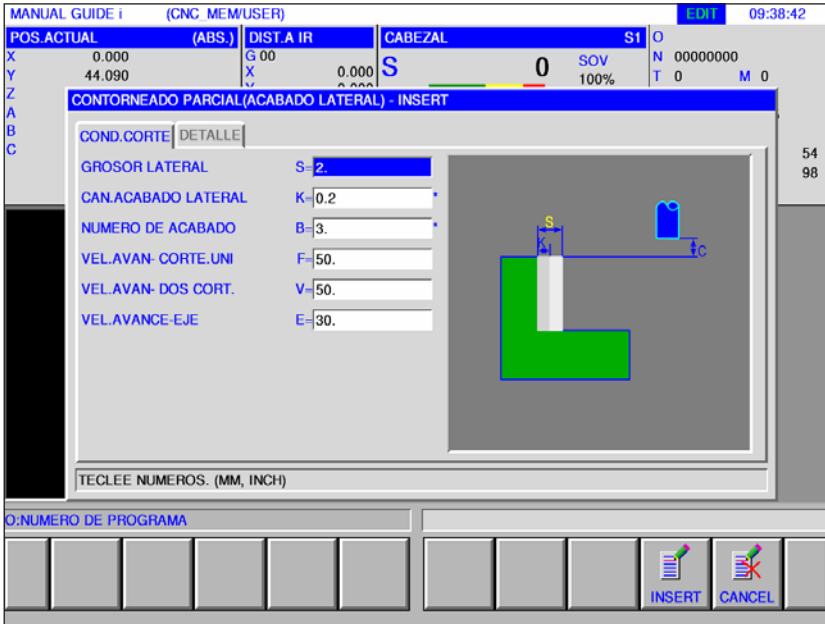 MANUAL GUIDE i (CNC_MEM/USER) EDIT 09:38:42
POS.ACTUAL (ABS.) DIST.A IR CABEZAL S1 O
X 0.000 G 00 S 0 SOV N 00000000
Y 44.090 X 0.000 100% T 0 M 0
Z
A
B
C
54
98
CONTORNEADO PARCIAL(ACABADO LATERAL) - INSERT
COND.CORTE DETALLE
GROSOR LATERAL S=2.
CAN.ACABADO LATERAL K=0.2 *
NUMERO DE ACABADO B=3. *
VEL.AVAN- CORTE.UNI F=50.
VEL.AVAN- DOS CORT. V=50.
VEL.AVANCE-EJE E=30.
S
K
C
TECLEE NUMEROS. (MM, INCH)
O:NUMERO DE PROGRAMA
INSERT CANCEL